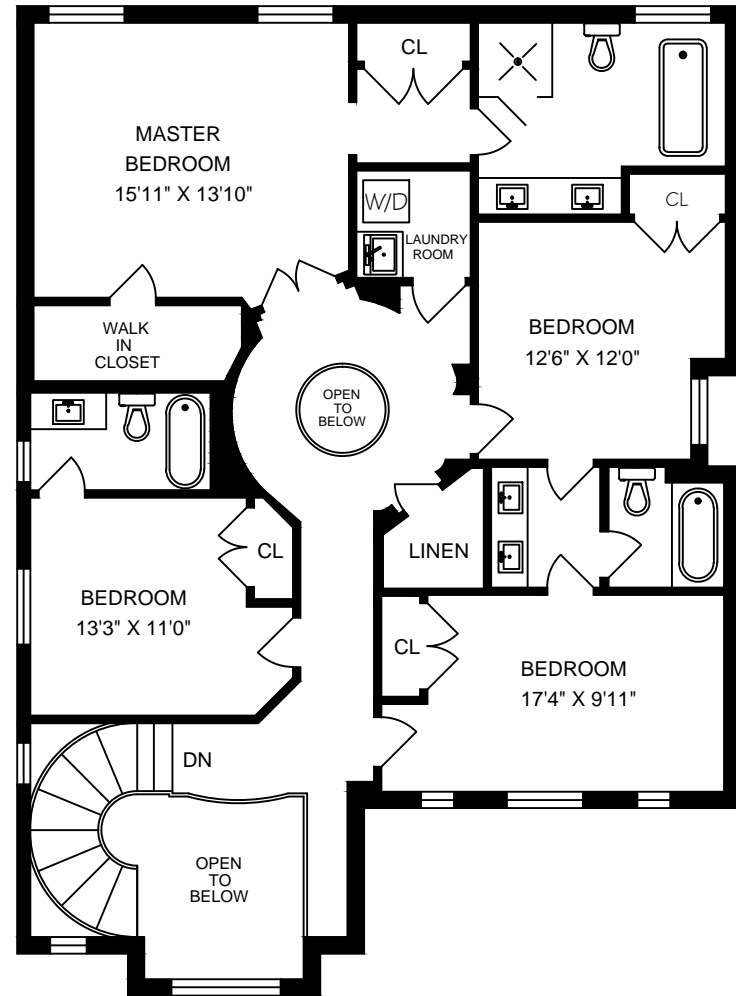 CL
MASTER
BEDROOM
15'11" X 13'10"
W/D
LAUNDRY
ROOM
CL
WALK
IN
CLOSET
BEDROOM
12'6" X 12'0"
OPEN
TO
BELOW
CL
LINEN
BEDROOM
13'3" X 11'0"
CL
BEDROOM
17'4" X 9'11"
DN
OPEN
TO
BELOW